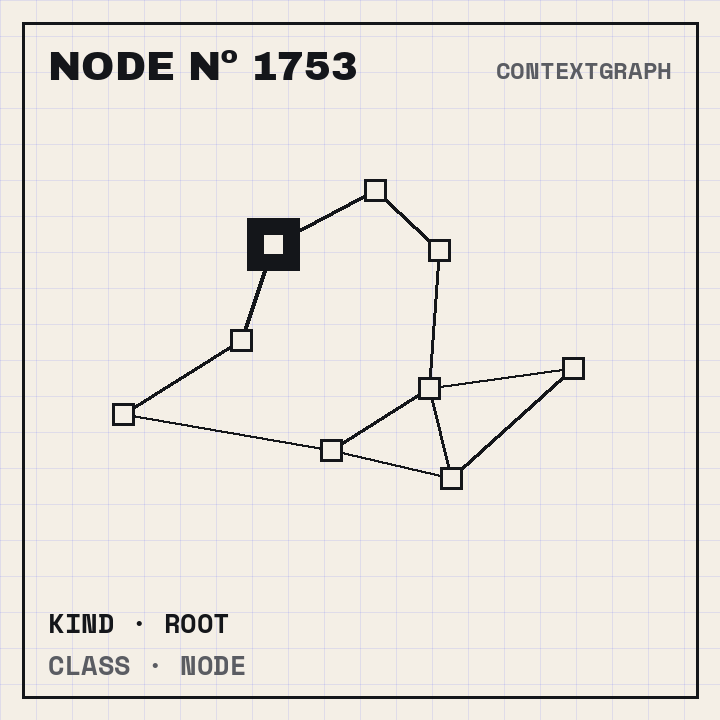 NODE Nº 1753
CONTEXTGRAPH
KIND · ROOT
CLASS · NODE